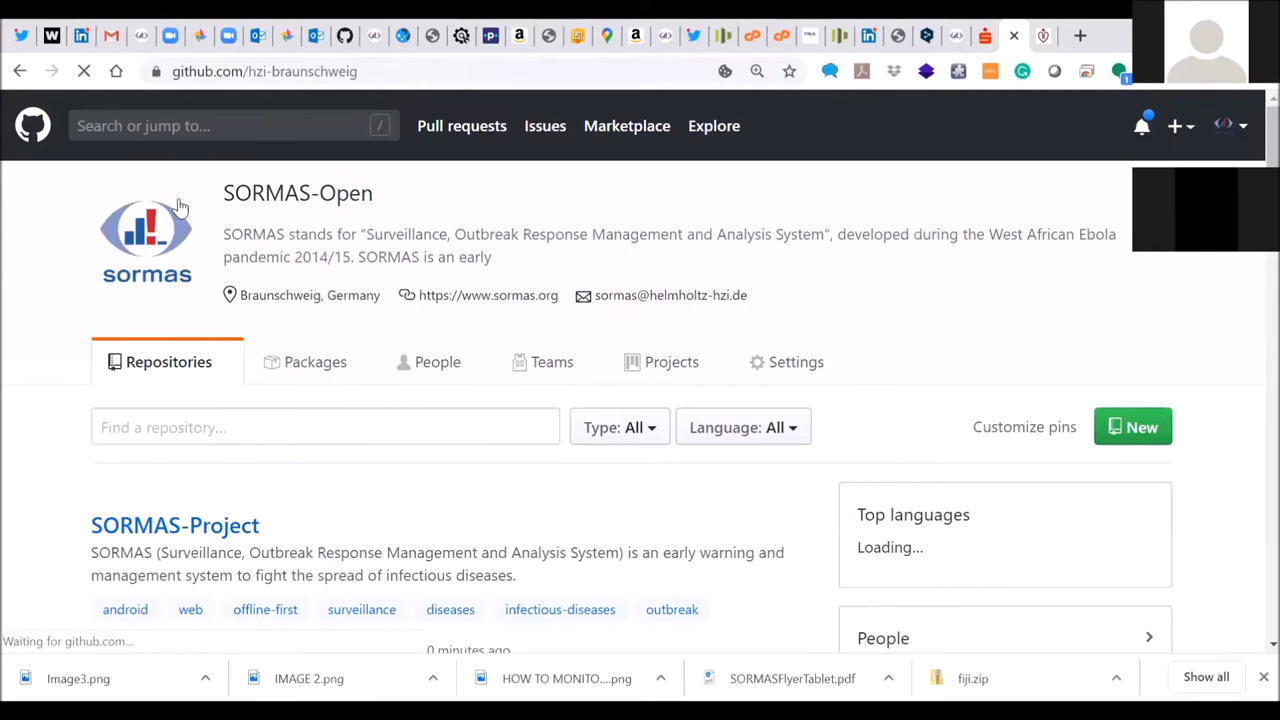 github.com/hzi-braunschweig
1
Search or jump to...
/
Pull requests
Issues
Marketplace
Explore
sormas
SORMAS-Open
SORMAS stands for "Surveillance, Outbreak Response Management and Analysis System", developed during the West African Ebola
pandemic 2014/15. SORMAS is an early
Braunschweig, Germany
https://www.sormas.org
sormas@helmholtz-hzi.de
Repositories
Packages
People
Teams
Projects
Settings
Find a repository...
Type: All
Language: All
Customize pins
New
SORMAS-Project
SORMAS (Surveillance, Outbreak Response Management and Analysis System) is an early warning and
management system to fight the spread of infectious diseases.
android
web
offline-first
surveillance
diseases
infectious-diseases
outbreak
0 minutes ago
Top languages
Loading...
People
Waiting for github.com...
Image3.png
IMAGE 2.png
HOW TO MONITO....png
SORMASFlyerTablet.pdf
fiji.zip
Show all